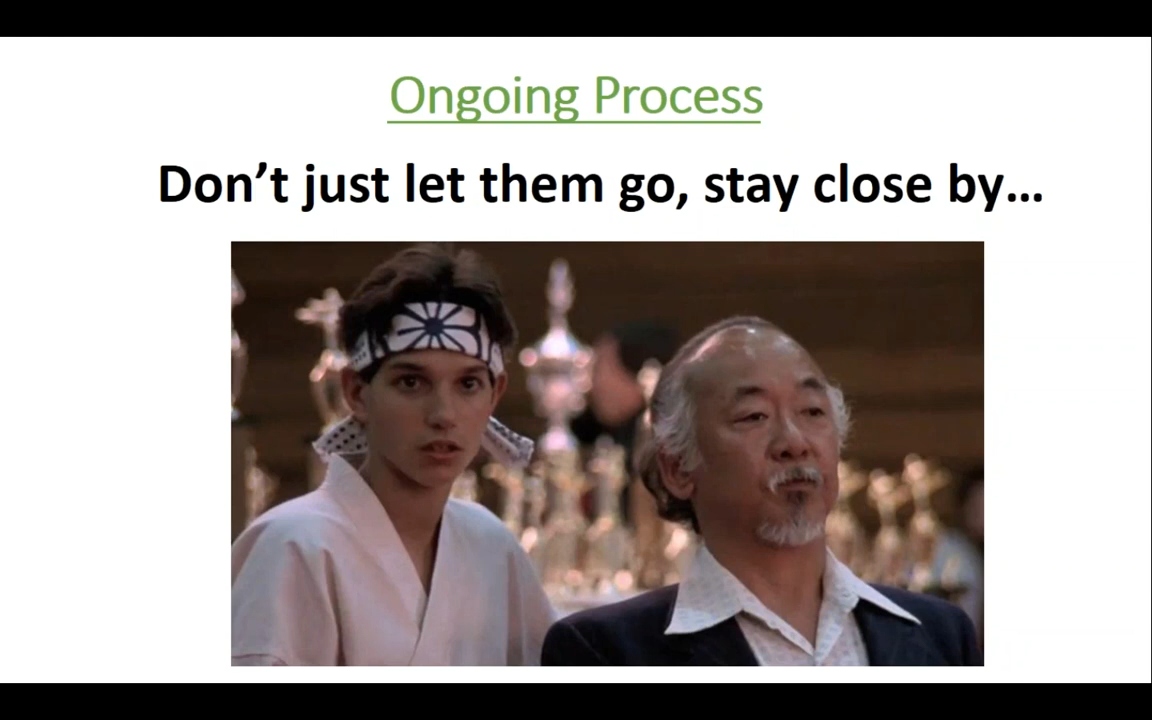 Ongoing Process
Don’t just let them go, stay close by…